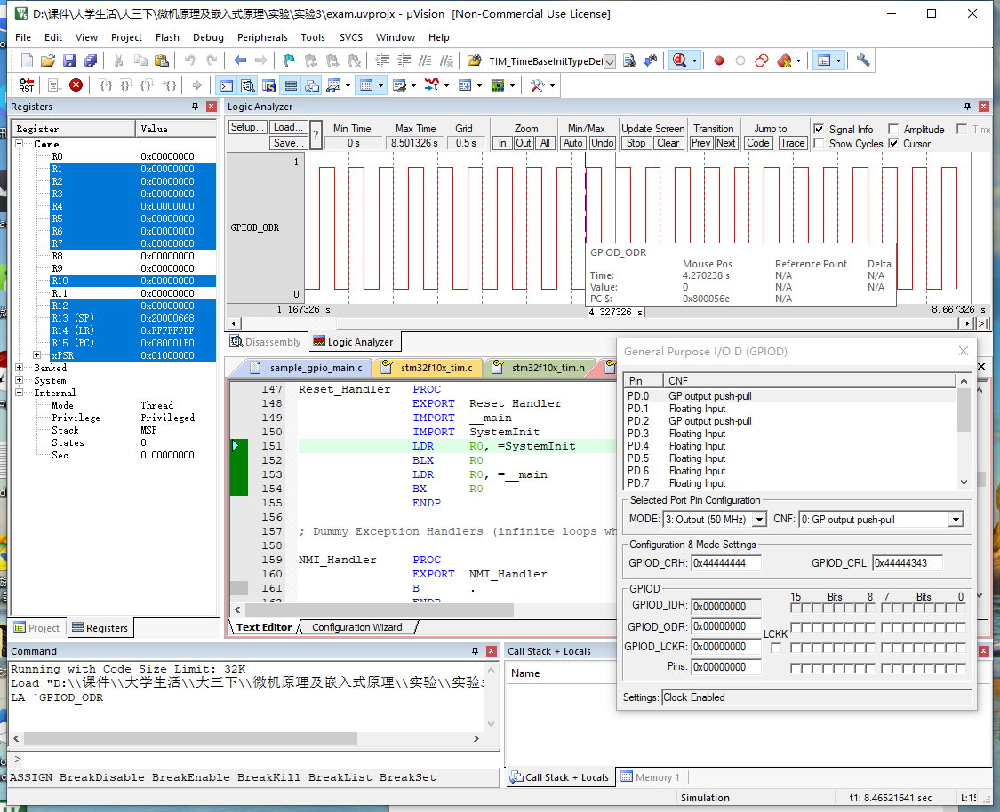 D:\课件\大学生活\大三下\微机原理及嵌入式原理\实验\实验3\exam.uvprojx - µVision [Non-Commercial Use License]
File Edit View Project Flash Debug Peripherals Tools SVCS Window Help
TIM_TimeBaseInitTypeDef
RST
Registers
Register Value
Core
R0 0x00000000
R1 0x00000000
R2 0x00000000
R3 0x00000000
R4 0x00000000
R5 0x00000000
R6 0x00000000
R7 0x00000000
R8 0x00000000
R9 0x00000000
R10 0x00000000
R11 0x00000000
R12 0x00000000
R13 (SP) 0x20000668
R14 (LR) 0xFFFFFFFF
R15 (PC) 0x080001B0
xPSR 0x01000000
Banked
System
Internal
Mode Thread
Privilege Privileged
Stack MSP
States 0
Sec 0.00000000
Project Registers
Logic Analyzer
Setup... Load... Save... ?
Min Time Max Time Grid Zoom Min/Max Update Screen Transition Jump to
0 s 8.501326 s 0.5 s In Out All Auto Undo Stop Clear Prev Next Code Trace
Signal Info Amplitude Time
Show Cycles Cursor
1
GPIOD_ODR
0
GPIOD_ODR
Mouse Pos Reference Point Delta
Time: 4.270238 s N/A N/A
Value: 0 N/A N/A
PC $: 0x800056e N/A
1.167326 s 4.327326 s 8.667326 s
Disassembly Logic Analyzer
sample_gpio_main.c stm32f10x_tim.c stm32f10x_tim.h
147 Reset_Handler PROC
148 EXPORT Reset_Handler
149 IMPORT __main
150 IMPORT SystemInit
151 LDR R0, =SystemInit
152 BLX R0
153 LDR R0, =__main
154 BX R0
155 ENDP
156
157 ; Dummy Exception Handlers (infinite loops wh
158
159 NMI_Handler PROC
160 EXPORT NMI_Handler
161 B .
162 ENDP
Text Editor Configuration Wizard
General Purpose I/O D (GPIOD)
Pin CNF
PD.0 GP output push-pull
PD.1 Floating Input
PD.2 GP output push-pull
PD.3 Floating Input
PD.4 Floating Input
PD.5 Floating Input
PD.6 Floating Input
PD.7 Floating Input
Selected Port Pin Configuration
MODE: 3: Output (50 MHz) CNF: 0: GP output push-pull
Configuration & Mode Settings
GPIOD_CRH: 0x44444444 GPIOD_CRL: 0x44444343
GPIOD
15 Bits 8 7 Bits 0
GPIOD_IDR: 0x00000000
GPIOD_ODR: 0x00000000
LCKK
GPIOD_LCKR: 0x00000000
Pins: 0x00000000
Settings: Clock Enabled
Command
Running with Code Size Limit: 32K
Load "D:\\课件\\大学生活\\大三下\\微机原理及嵌入式原理\\实验\\实验3
LA `GPIOD_ODR
>
ASSIGN BreakDisable BreakEnable BreakKill BreakList BreakSet
Call Stack + Locals
Name
Call Stack + Locals Memory 1
Simulation t1: 8.46521641 sec L:15